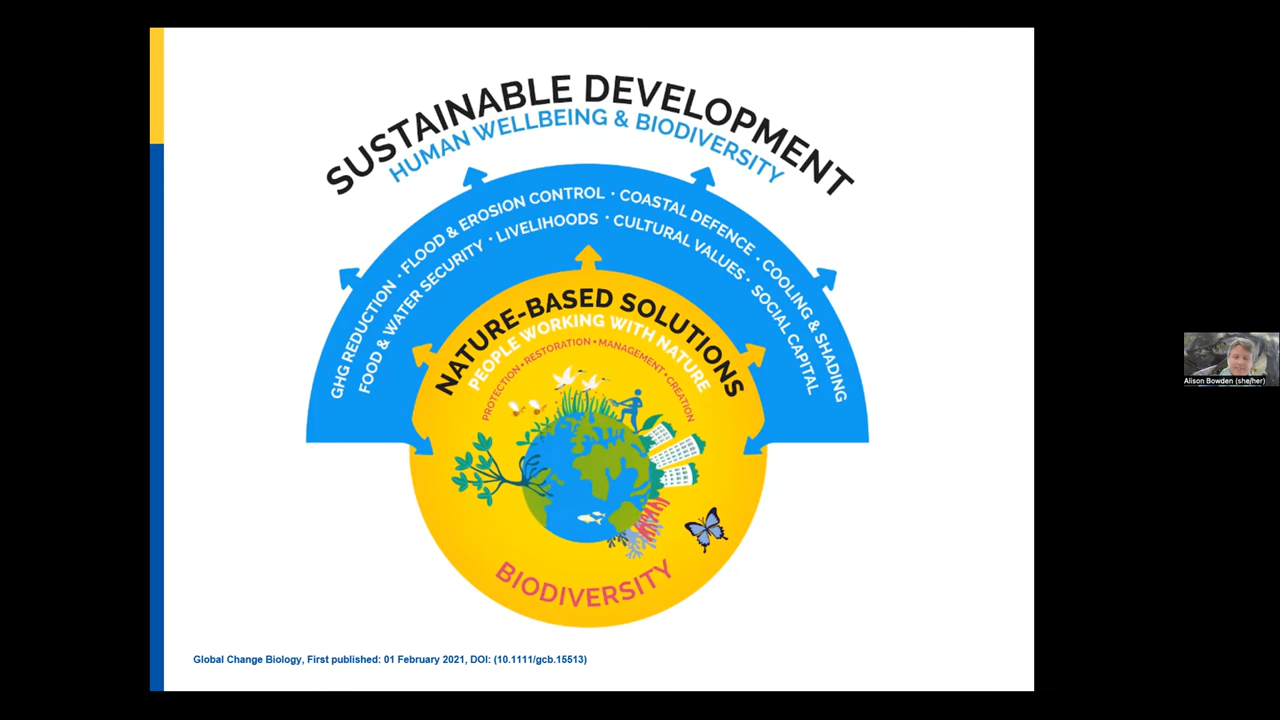 SUSTAINABLE DEVELOPMENT
HUMAN WELLBEING & BIODIVERSITY
GHG REDUCTION · FLOOD & EROSION CONTROL · COASTAL DEFENCE · COOLING & SHADING
FOOD & WATER SECURITY · LIVELIHOODS · CULTURAL VALUES · SOCIAL CAPITAL
NATURE-BASED SOLUTIONS
PEOPLE WORKING WITH NATURE
PROTECTION • RESTORATION • MANAGEMENT • CREATION
BIODIVERSITY
Global Change Biology, First published: 01 February 2021, DOI: (10.1111/gcb.15513)
Alison Bowden (she/her)